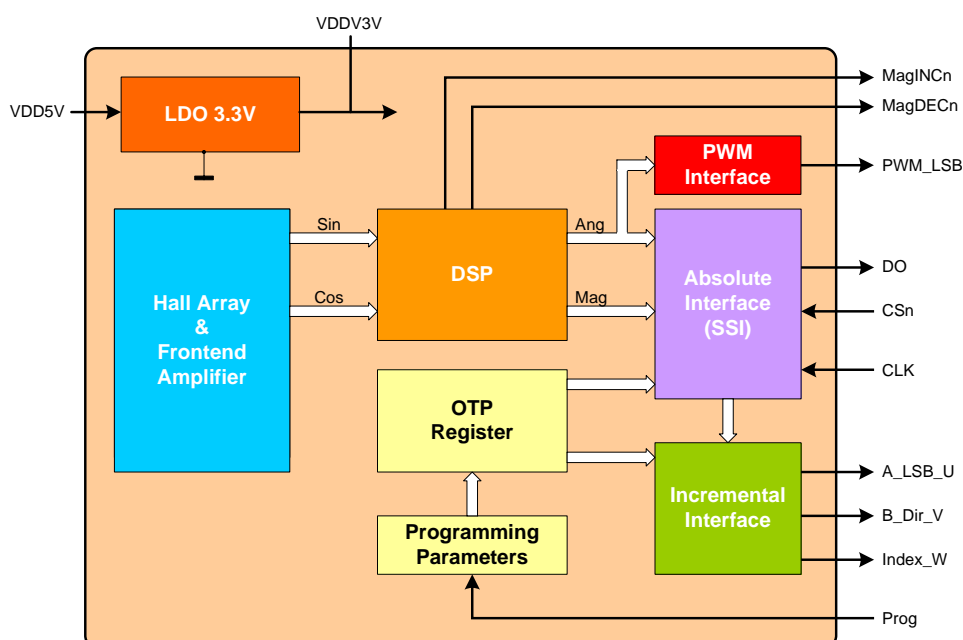 VDDV3V
VDD5V
LDO 3.3V
MagINCn
MagDECn
PWM
Interface
PWM_LSB
Hall Array
&
Frontend
Amplifier
Sin
Cos
DSP
Ang
Mag
Absolute
Interface
(SSI)
DO
CSn
CLK
OTP
Register
Incremental
Interface
A_LSB_U
B_Dir_V
Index_W
Programming
Parameters
Prog